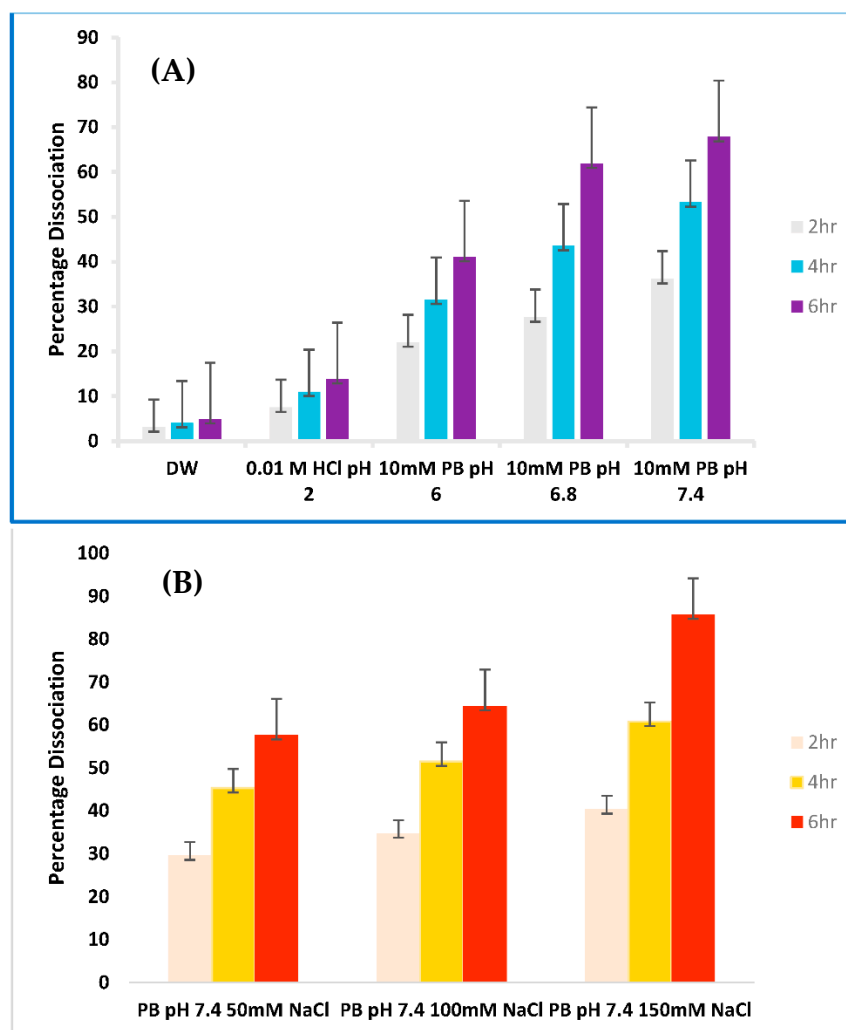 (A)
Percentage Dissociation
90
80
70
60
50
40
30
20
10
0
DW
0.01 M HCl pH 2
10mM PB pH 6
10mM PB pH 6.8
10mM PB pH 7.4
2hr
4hr
6hr
(B)
Percentage Dissociation
100
90
80
70
60
50
40
30
20
10
0
PB pH 7.4 50mM NaCl
PB pH 7.4 100mM NaCl
PB pH 7.4 150mM NaCl
2hr
4hr
6hr